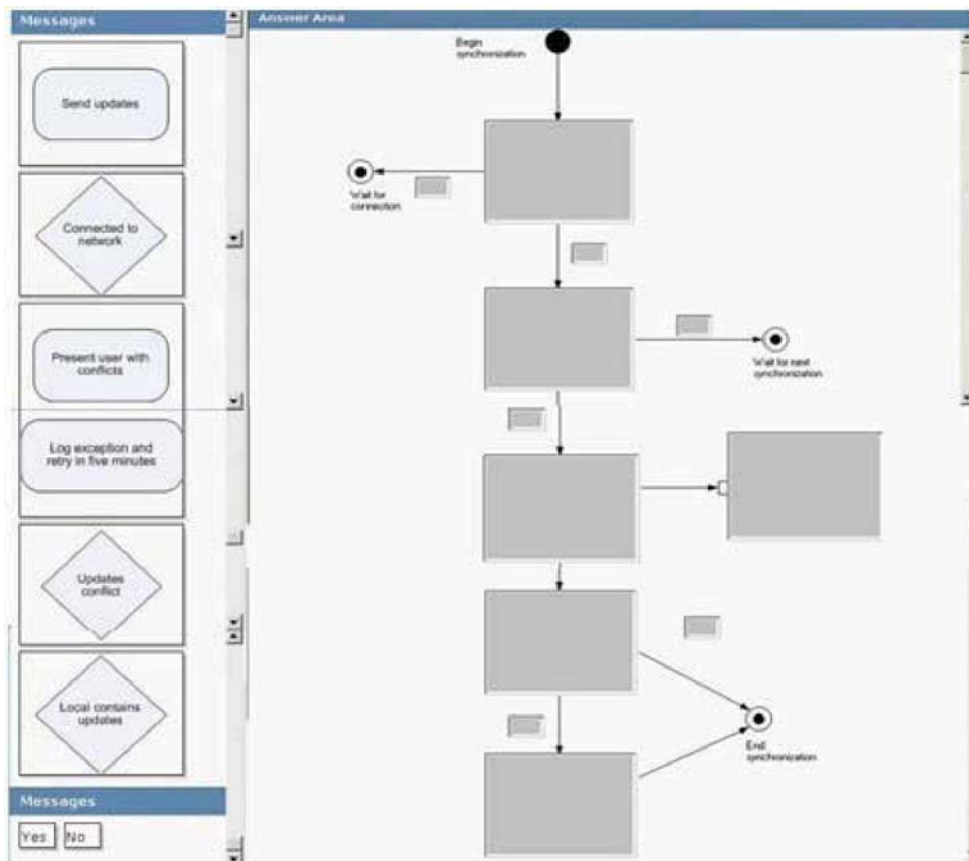 Messages
Send updates
Connected to
network
Present user with
conflicts
Log exception and
retry in five minutes
Updates
conflict
Local contains
updates
Messages
Yes No
Answer Area
Begin
synchronization
Wait for
connection
Wait for next
synchronization
End
synchronization